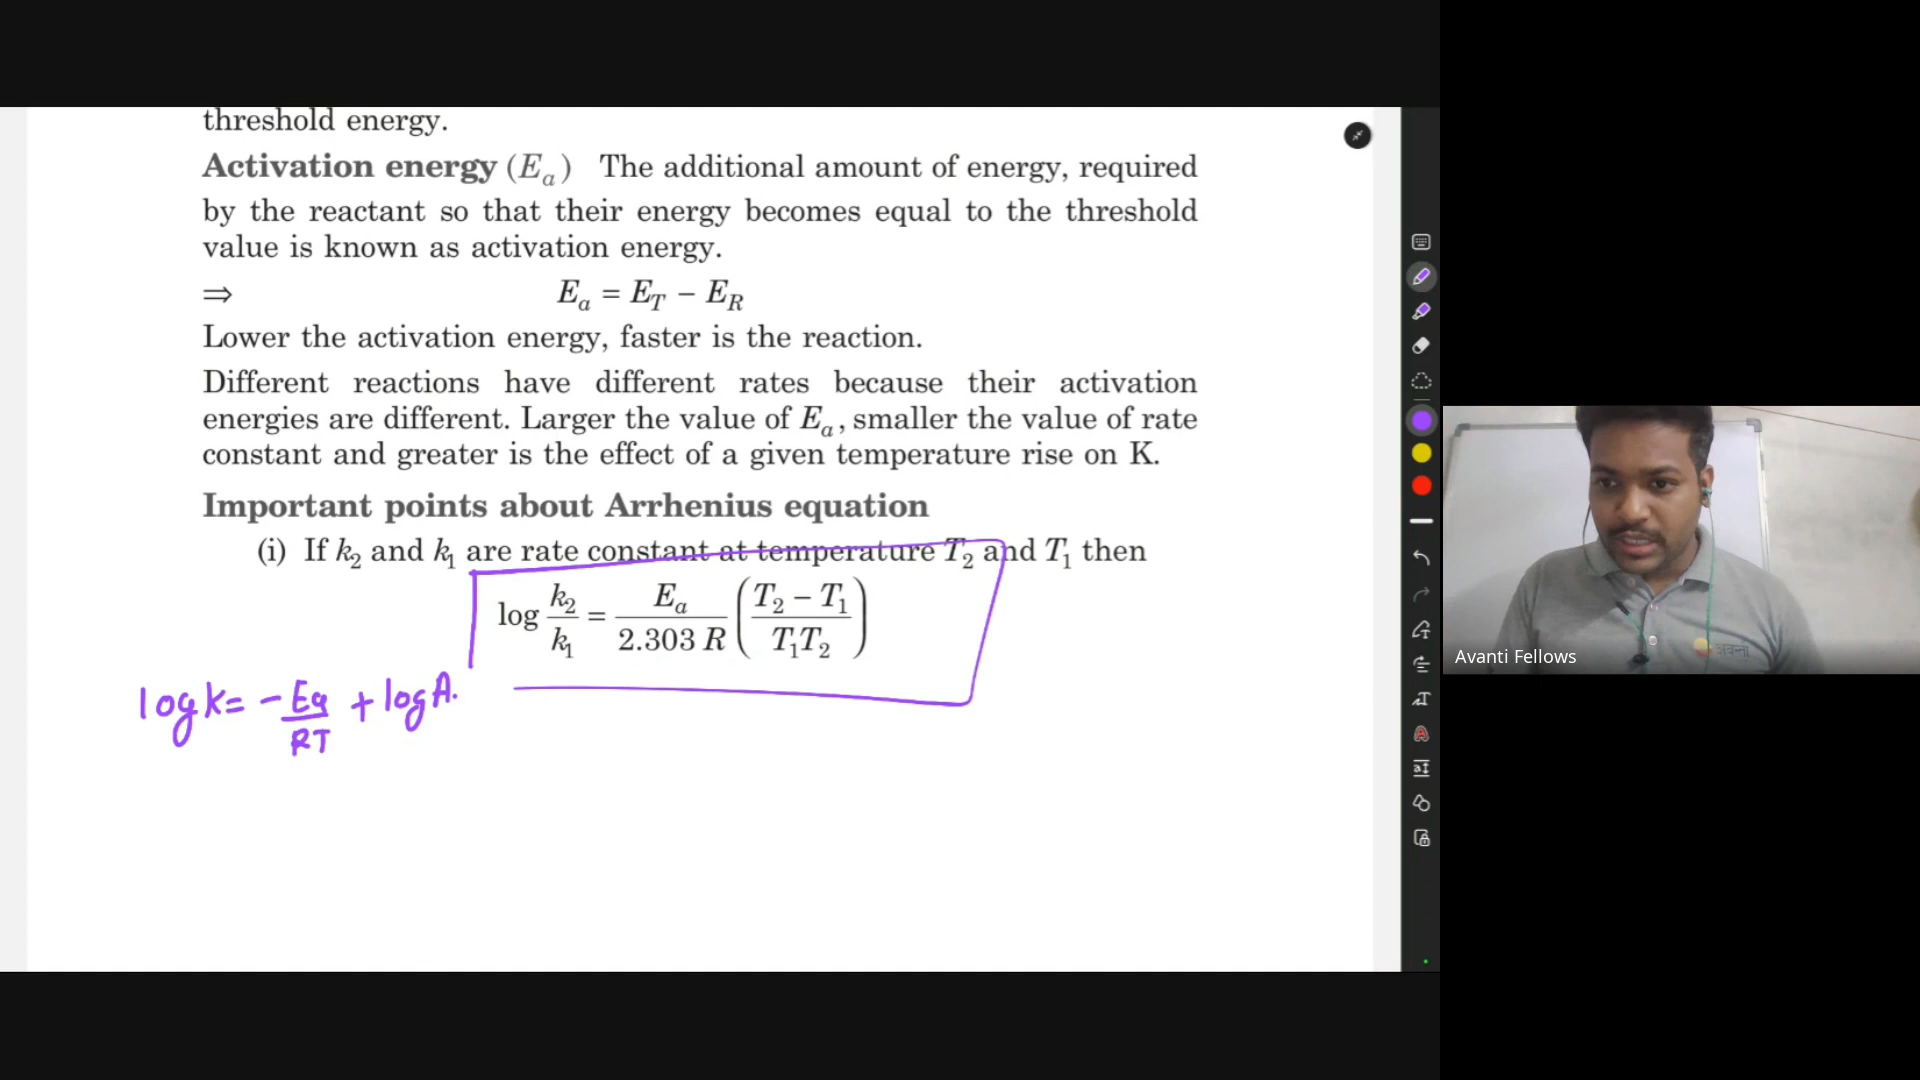 threshold energy.
Activation energy (Eₐ) The additional amount of energy, required
by the reactant so that their energy becomes equal to the threshold
value is known as activation energy.
⇒ Eₐ = E_T − E_R
Lower the activation energy, faster is the reaction.
Different reactions have different rates because their activation
energies are different. Larger the value of Eₐ, smaller the value of rate
constant and greater is the effect of a given temperature rise on K.
Important points about Arrhenius equation
(i) If k₂ and k₁ are rate constant at temperature T₂ and T₁ then
log k₂/k₁ = Eₐ/2.303 R (T₂ − T₁/T₁T₂)
log k = -Ea/RT + log A.
Avanti Fellows